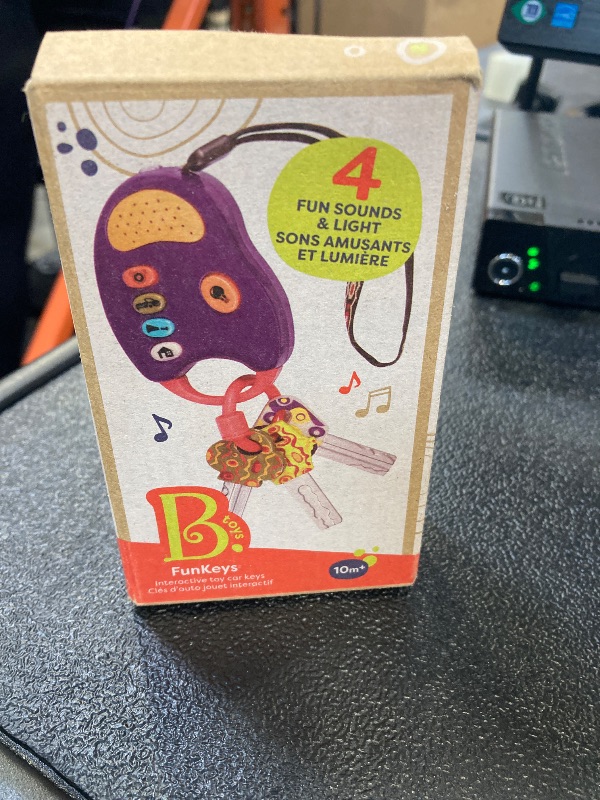 4
FUN SOUNDS
& LIGHT
SONS AMUSANTS
ET LUMIÈRE
B.
toys
FunKeys
Interactive toy car keys
Clés d'auto jouet interactif
10m+